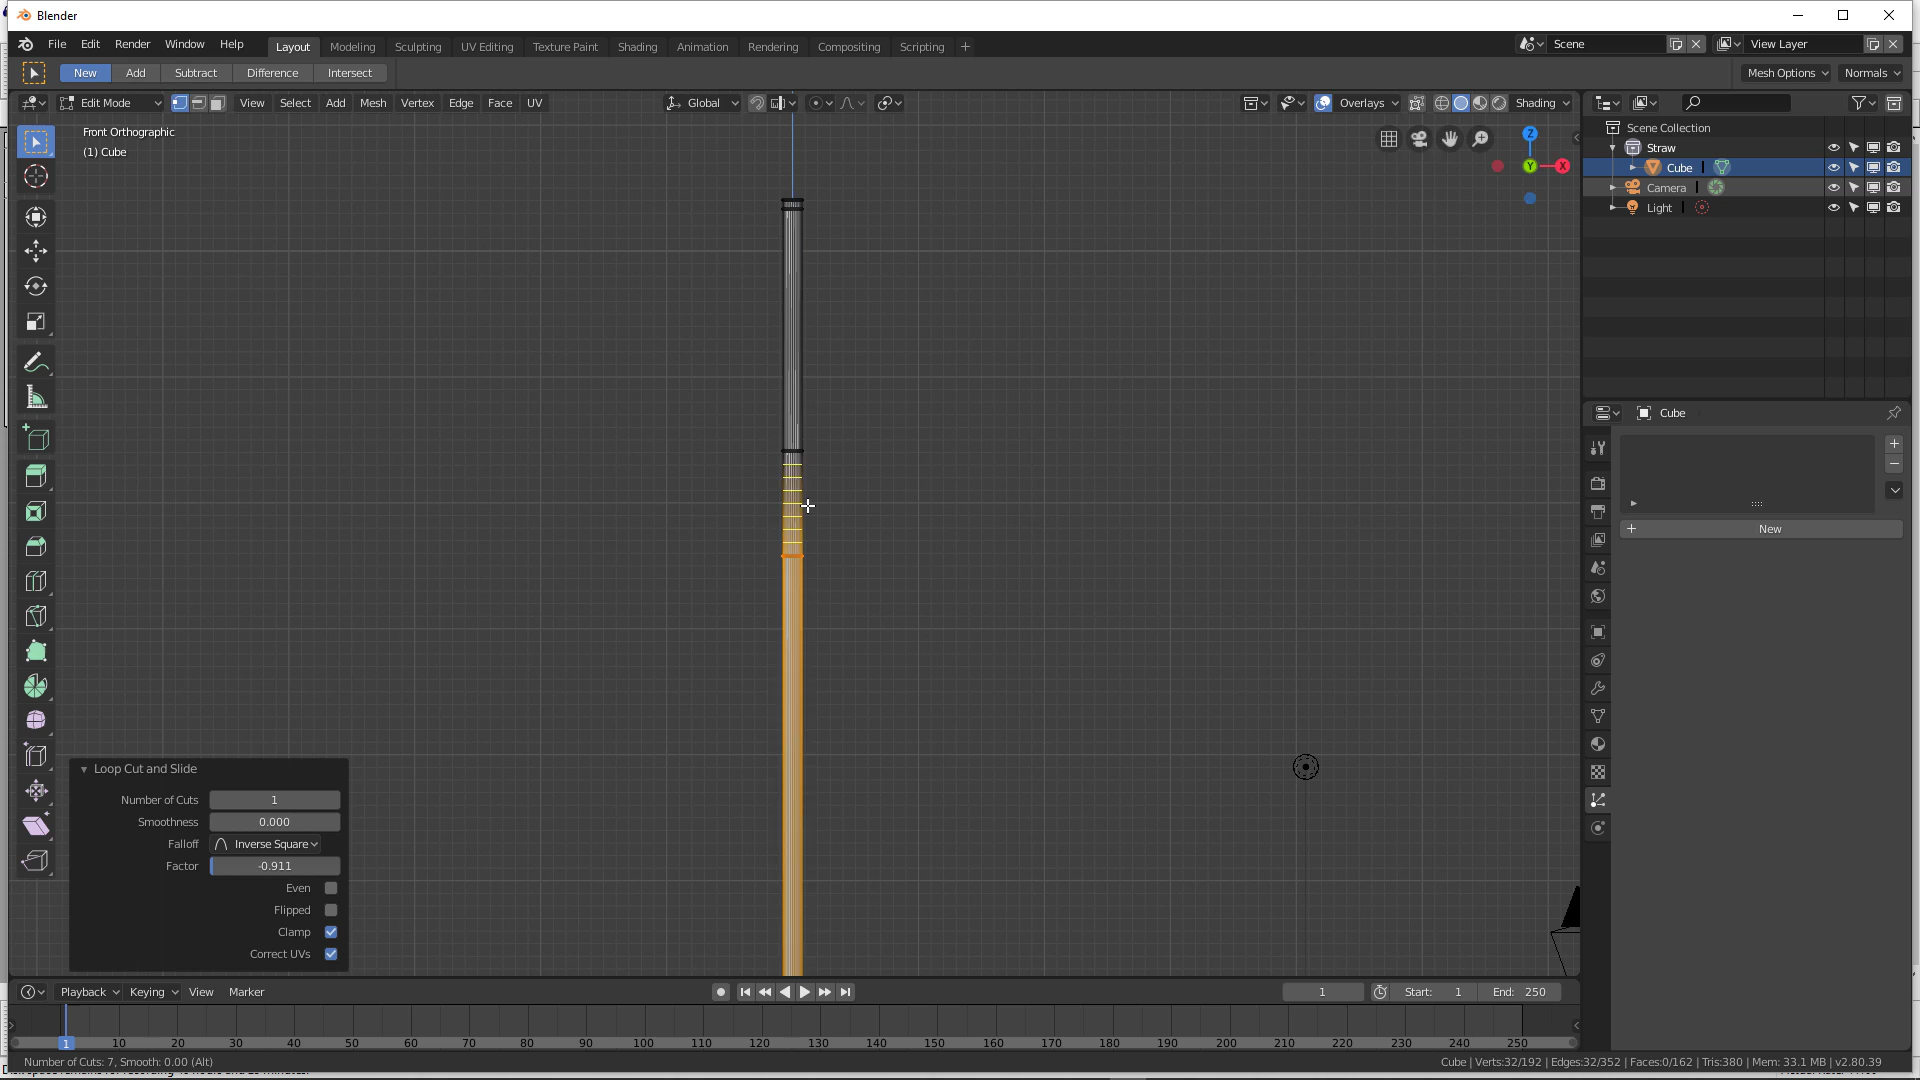 Blender
File Edit Render Window Help Layout Modeling Sculpting UV Editing Texture Paint Shading Animation Rendering Compositing Scripting + Scene View Layer
New Add Subtract Difference Intersect Mesh Options Normals
Edit Mode View Select Add Mesh Vertex Edge Face UV Global Overlays Shading
Front Orthographic
(1) Cube
Z
Y X
Scene Collection
Straw
Cube
Camera
Light
Cube
New
Loop Cut and Slide
Number of Cuts 1
Smoothness 0.000
Falloff Inverse Square
Factor -0.911
Even
Flipped
Clamp
Correct UVs
Playback Keying View Marker 1 Start: 1 End: 250
1 10 20 30 40 50 60 70 80 90 100 110 120 130 140 150 160 170 180 190 200 210 220 230 240 250
Number of Cuts: 7, Smooth: 0.00 (Alt) Cube | Verts:32/192 | Edges:32/352 | Faces:0/162 | Tris:380 | Mem: 33.1 MB | v2.80.39